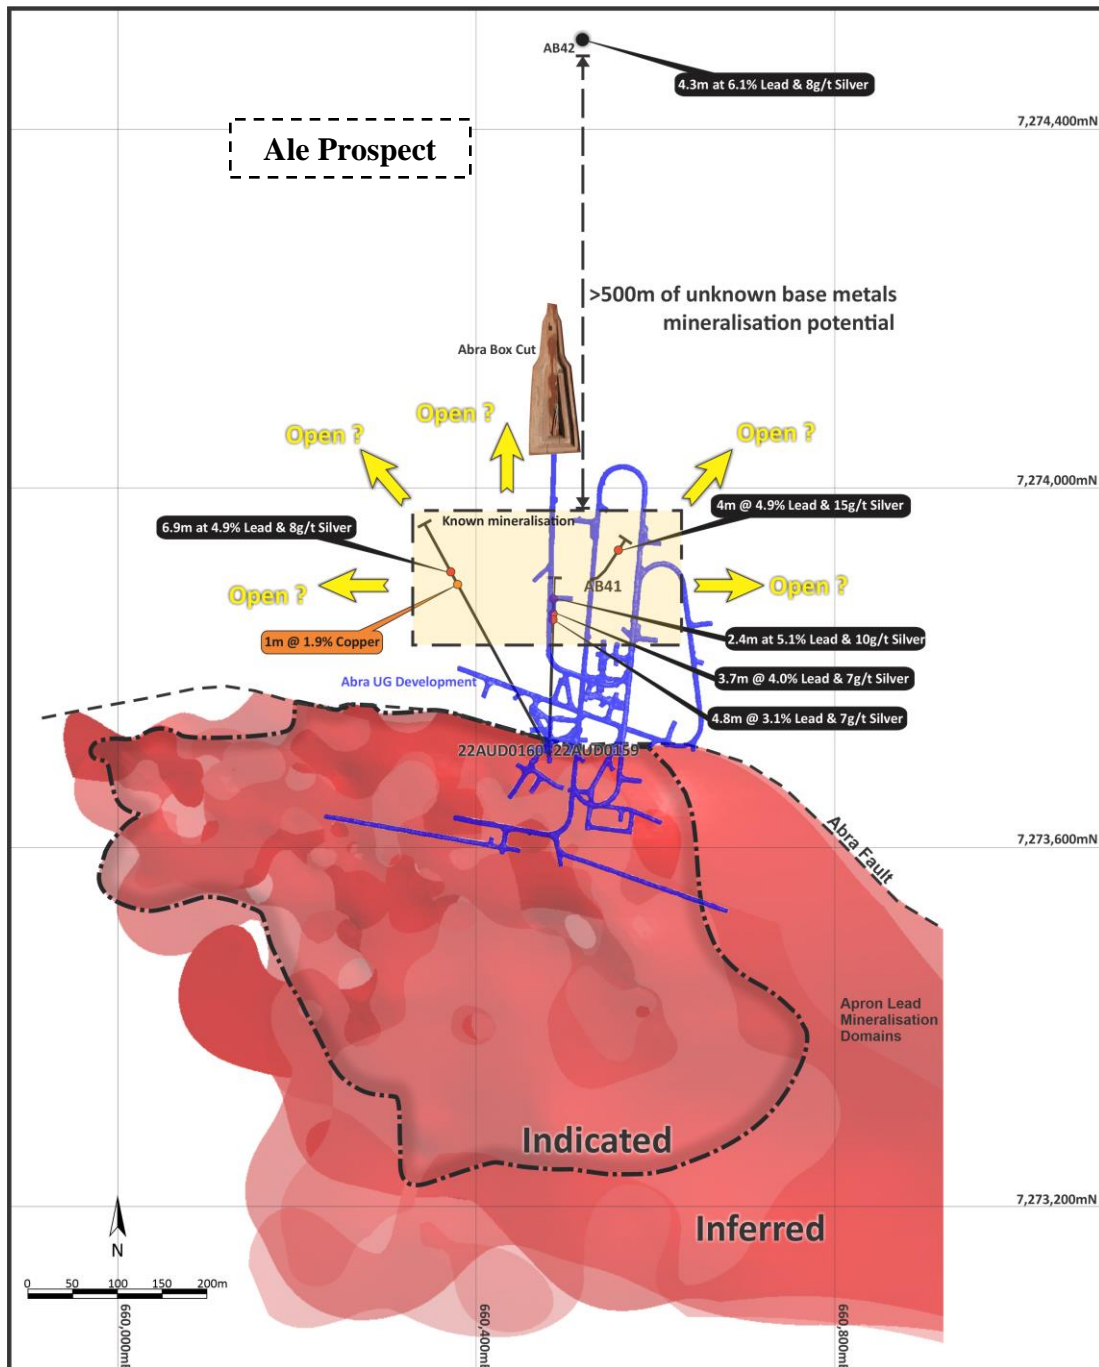 AB42
4.3m at 6.1% Lead & 8g/t Silver
7,274,400mN
Ale Prospect
>500m of unknown base metals
mineralisation potential
Abra Box Cut
Open ?
Open ?
Open ?
7,274,000mN
4m @ 4.9% Lead & 15g/t Silver
6.9m at 4.9% Lead & 8g/t Silver
Known mineralisation
AB41
Open ?
Open ?
1m @ 1.9% Copper
2.4m at 5.1% Lead & 10g/t Silver
3.7m @ 4.0% Lead & 7g/t Silver
Abra UG Development
4.8m @ 3.1% Lead & 7g/t Silver
22AUD0160
22AUD0159
Abra Fault
7,273,600mN
Apron Lead
Mineralisation
Domains
Indicated
7,273,200mN
Inferred
N
0 50 100 150 200m
660,000mE
660,400mE
660,800mE